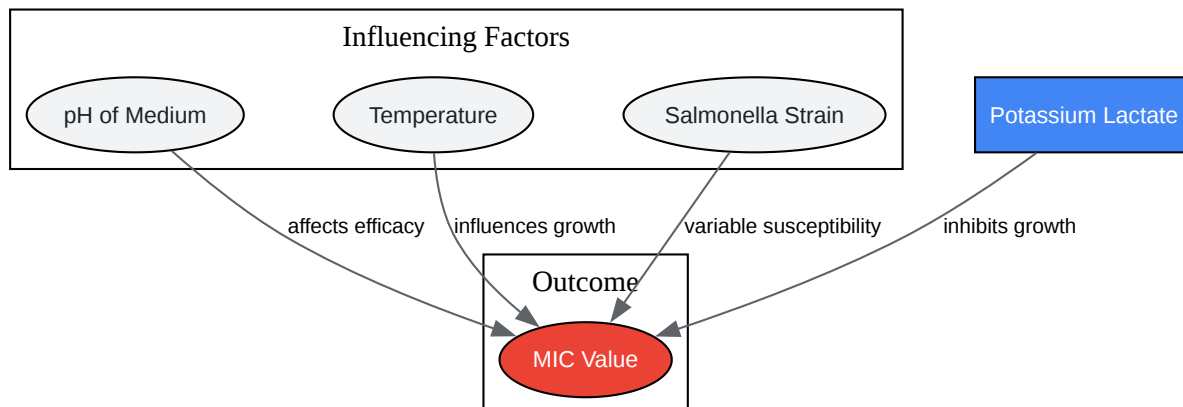 Influencing Factors
pH of Medium
Temperature
Salmonella Strain
Potassium Lactate
affects efficacy
influences growth
variable susceptibility
inhibits growth
Outcome
MIC Value